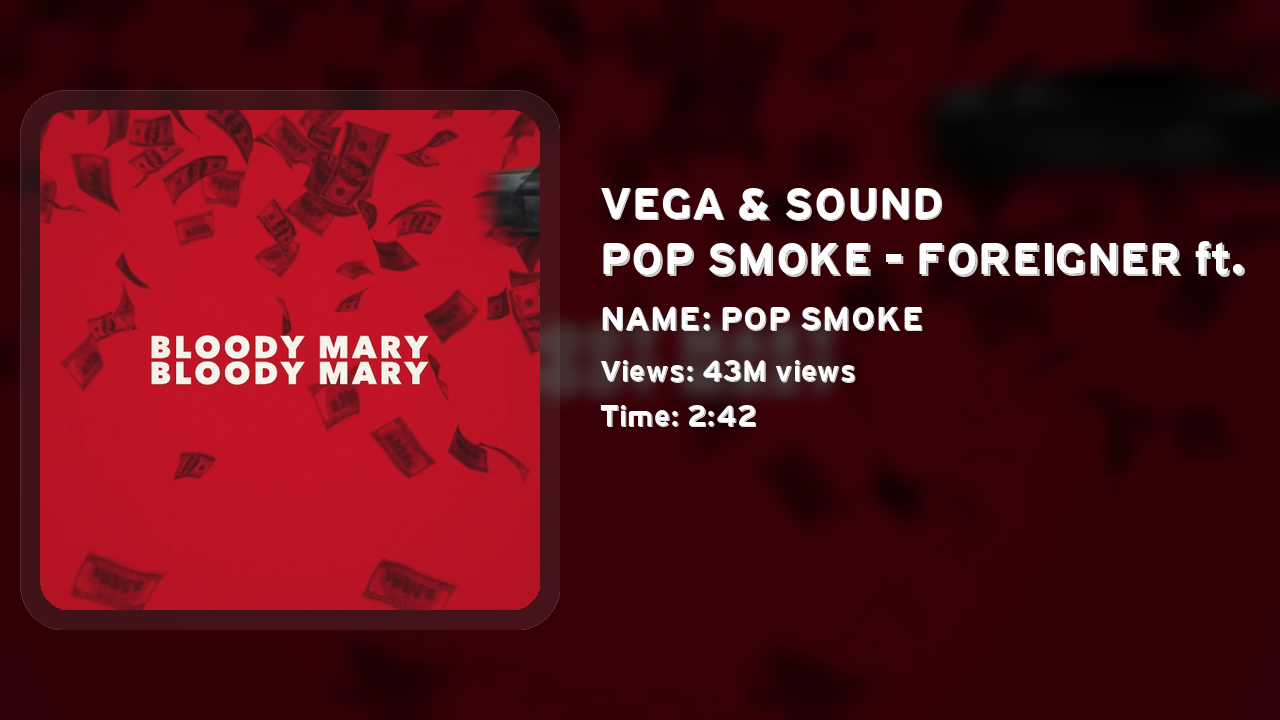 BLOODY MARY
BLOODY MARY
VEGA & SOUND
POP SMOKE - FOREIGNER ft.
NAME: POP SMOKE
Views: 43M views
Time: 2:42